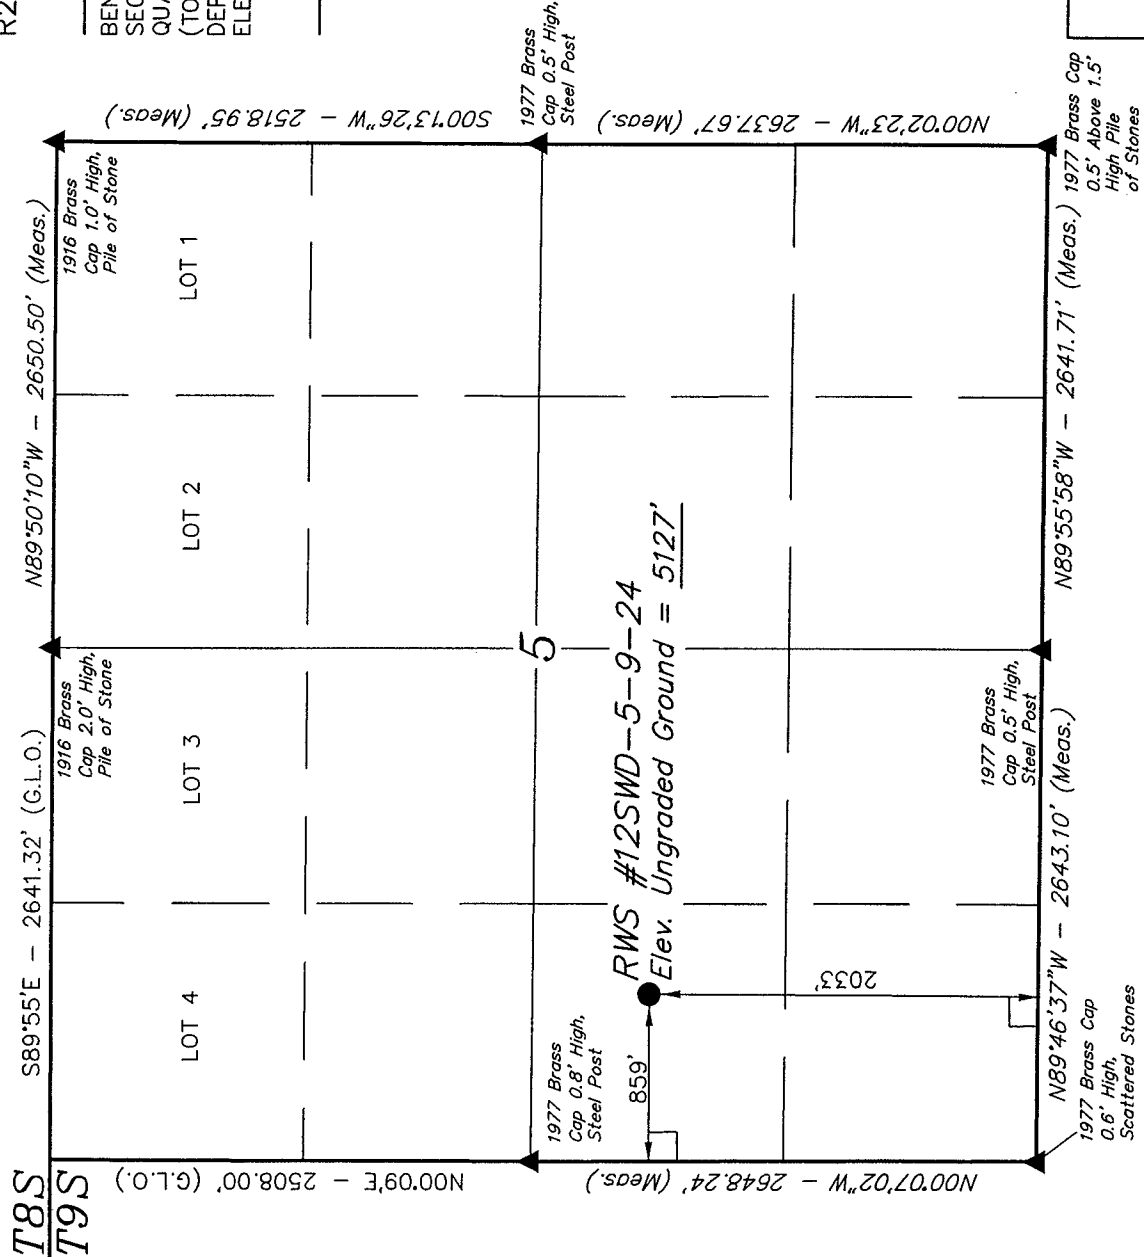 T8S
T9S
S89°55'E – 2641.32' (G.L.O.)
N89°50'10"W – 2650.50' (Meas.)
R2
BEN
SEC
QUA
(TO
DEF
ELE
1916 Brass
Cap 2.0' High,
Pile of Stone
1916 Brass
Cap 1.0' High,
Pile of Stone
N00°09'E – 2508.00' (G.L.O.)
LOT 4
LOT 3
LOT 2
LOT 1
S00°13'26"W – 2518.95' (Meas.)
5
1977 Brass
Cap 0.8' High,
Steel Post
1977 Brass
Cap 0.5' High,
Steel Post
RWS #12SWD–5–9–24
Elev. Ungraded Ground = 5127'
859'
2033'
N00°07'02"W – 2648.24' (Meas.)
N00°02'23"W – 2637.67' (Meas.)
1977 Brass
Cap 0.5' High,
Steel Post
N89°46'37"W – 2643.10' (Meas.)
N89°55'58"W – 2641.71' (Meas.)
1977 Brass Cap
0.6' High,
Scattered Stones
1977 Brass Cap
0.5' Above 1.5'
High Pile
of Stones